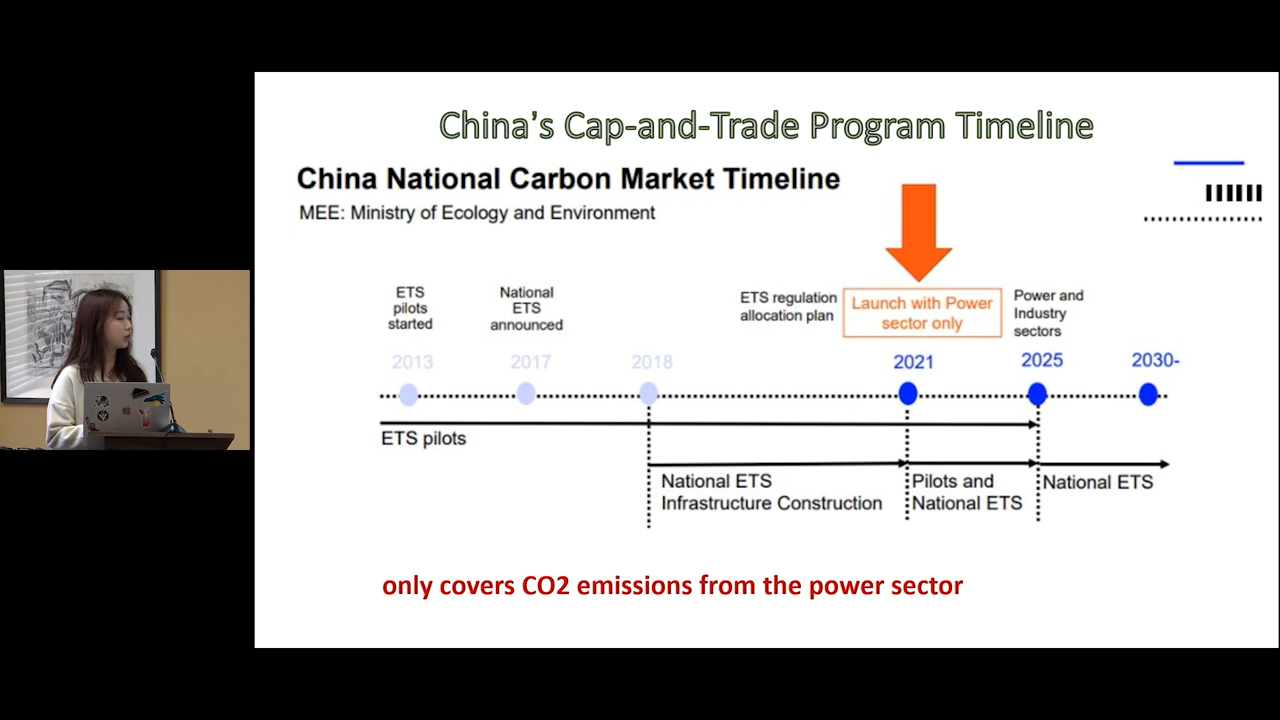 China's Cap-and-Trade Program Timeline
China National Carbon Market Timeline
MEE: Ministry of Ecology and Environment
ETS
pilots
started
National
ETS
announced
ETS regulation
allocation plan
Launch with Power
sector only
Power and
Industry
sectors
2013
2017
2018
2021
2025
2030-
ETS pilots
National ETS
Infrastructure Construction
Pilots and
National ETS
National ETS
only covers CO2 emissions from the power sector